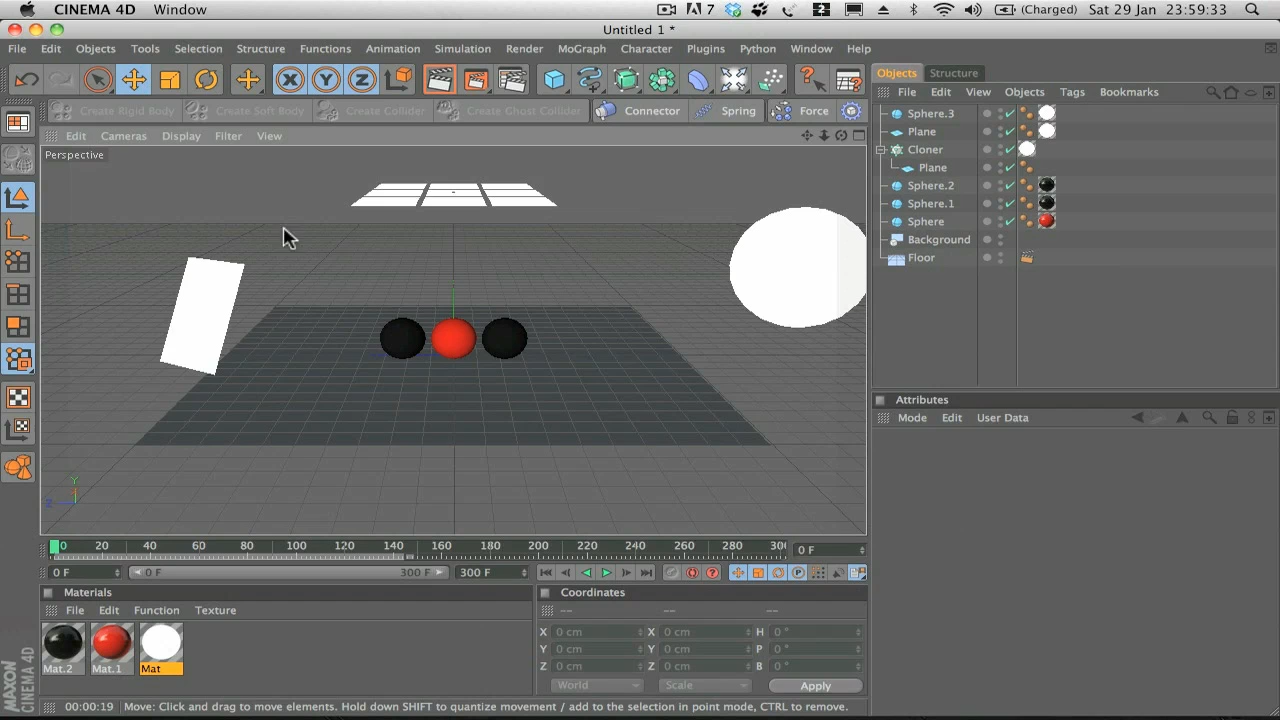 CINEMA 4D Window 7 (Charged) Sat 29 Jan 23:59:33
Untitled 1 *
File Edit Objects Tools Selection Structure Functions Animation Simulation Render MoGraph Character Plugins Python Window Help
Objects Structure
File Edit View Objects Tags Bookmarks
Create Rigid Body Create Soft Body Create Collider Create Ghost Collider Connector Spring Force
Edit Cameras Display Filter View
Perspective
Sphere.3
Plane
Cloner
Plane
Sphere.2
Sphere.1
Sphere
Background
Floor
Attributes
Mode Edit User Data
Y
Z
0 20 40 60 80 100 120 140 160 180 200 220 240 260 280 30 0 F
0 F 0 F 300 F 300 F
Materials
File Edit Function Texture
Mat.2 Mat.1 Mat
Coordinates
-- -- --
X 0 cm X 0 cm H 0 °
Y 0 cm Y 0 cm P 0 °
Z 0 cm Z 0 cm B 0 °
World Scale Apply
MAXON CINEMA 4D
00:00:19 Move: Click and drag to move elements. Hold down SHIFT to quantize movement / add to the selection in point mode, CTRL to remove.